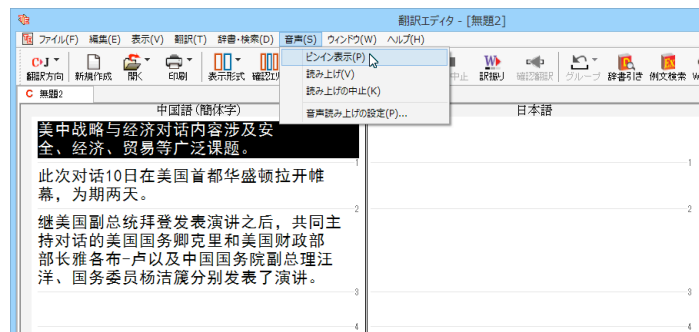 翻訳エディタ - [無題2]
ファイル(F) 編集(E) 表示(V) 翻訳(T) 辞書・検索(D) 音声(S) ウィンドウ(W) ヘルプ(H)
翻訳方向 新規作成 開く 印刷 表示形式 中止 訳振り 確認翻訳 グループ 辞書引き 例文検索
ピンイン表示(P)
読み上げ(V)
読み上げの中止(K)
音声読み上げの設定(P)...
C 無題2
中国語(簡体字) 日本語
美中战略与经济对话内容涉及安
全、经济、贸易等广泛课题。
1 1
此次对话10日在美国首都华盛顿拉开帷
幕，为期两天。
2 2
继美国副总统拜登发表演讲之后，共同主
持对话的美国国务卿克里和美国财政部
部长雅各布-卢以及中国国务院副总理汪
洋、国务委员杨洁篪分别发表了演讲。
3 3
4 4